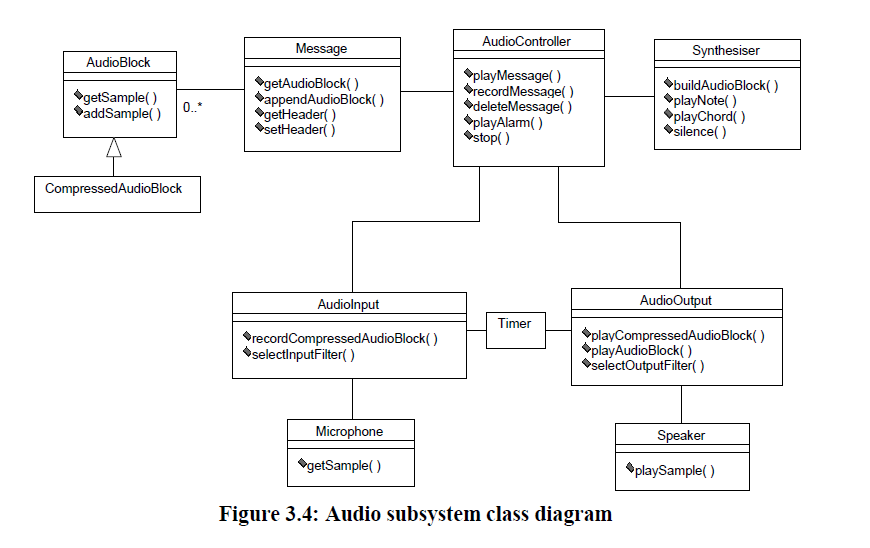 AudioBlock
getSample( )
addSample( )
0..*
Message
getAudioBlock( )
appendAudioBlock( )
getHeader( )
setHeader( )
AudioController
playMessage( )
recordMessage( )
deleteMessage( )
playAlarm( )
stop( )
Synthesiser
buildAudioBlock( )
playNote( )
playChord( )
silence( )
CompressedAudioBlock
AudioInput
recordCompressedAudioBlock( )
selectInputFilter( )
Timer
AudioOutput
playCompressedAudioBlock( )
playAudioBlock( )
selectOutputFilter( )
Microphone
getSample( )
Speaker
playSample( )
Figure 3.4: Audio subsystem class diagram